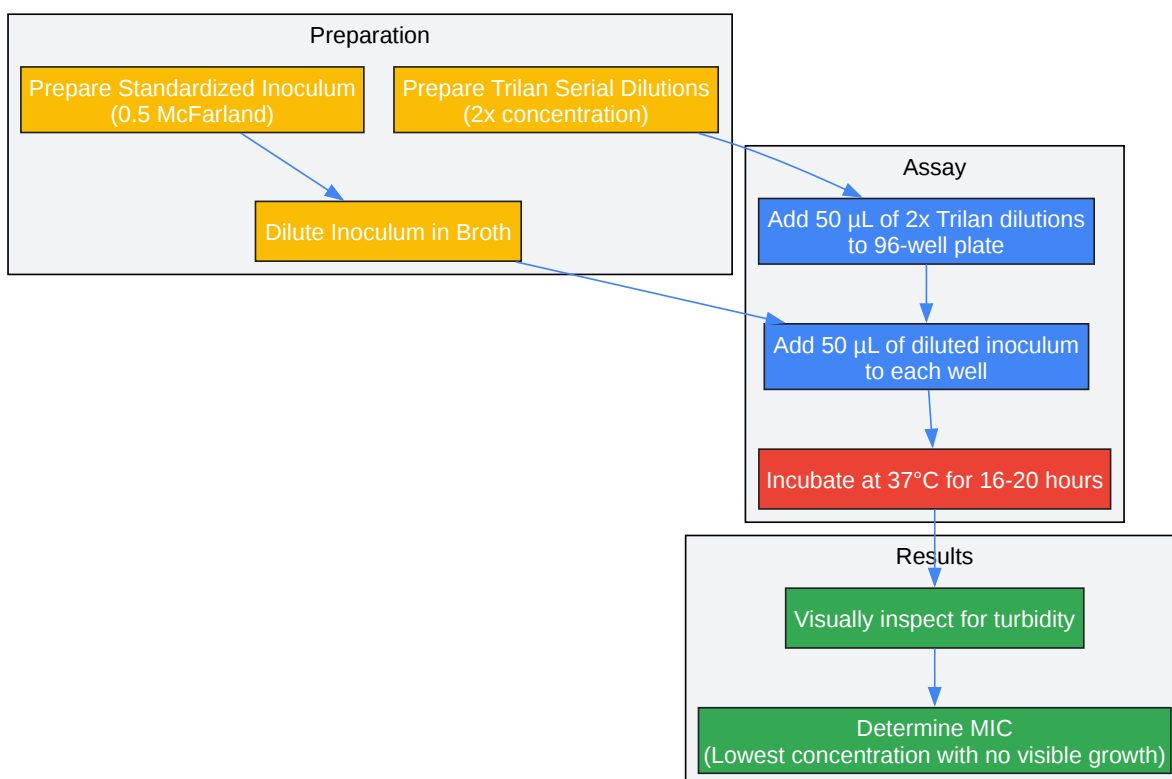 Preparation
Prepare Standardized Inoculum
(0.5 McFarland)
Prepare Trilan Serial Dilutions
(2x concentration)
Dilute Inoculum in Broth
Assay
Add 50 µL of 2x Trilan dilutions
to 96-well plate
Add 50 µL of diluted inoculum
to each well
Incubate at 37°C for 16-20 hours
Results
Visually inspect for turbidity
Determine MIC
(Lowest concentration with no visible growth)